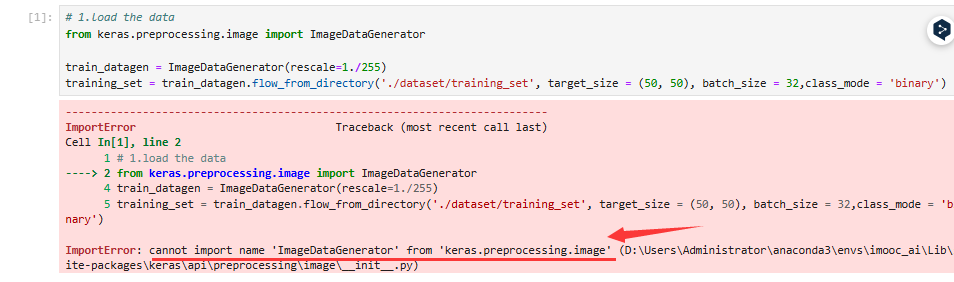 [1]:
# 1.load the data
from keras.preprocessing.image import ImageDataGenerator
train_datagen = ImageDataGenerator(rescale=1./255)
training_set = train_datagen.flow_from_directory('./dataset/training_set', target_size = (50, 50), batch_size = 32,class_mode = 'binary')
---------------------------------------------------------------------------
ImportError                               Traceback (most recent call last)
Cell In[1], line 2
      1 # 1.load the data
----> 2 from keras.preprocessing.image import ImageDataGenerator
      4 train_datagen = ImageDataGenerator(rescale=1./255)
      5 training_set = train_datagen.flow_from_directory('./dataset/training_set', target_size = (50, 50), batch_size = 32,class_mode = 'b
nary')
ImportError: cannot import name 'ImageDataGenerator' from 'keras.preprocessing.image' (D:\Users\Administrator\anaconda3\envs\imooc_ai\Lib\
ite-packages\keras\api\preprocessing\image\__init__.py)